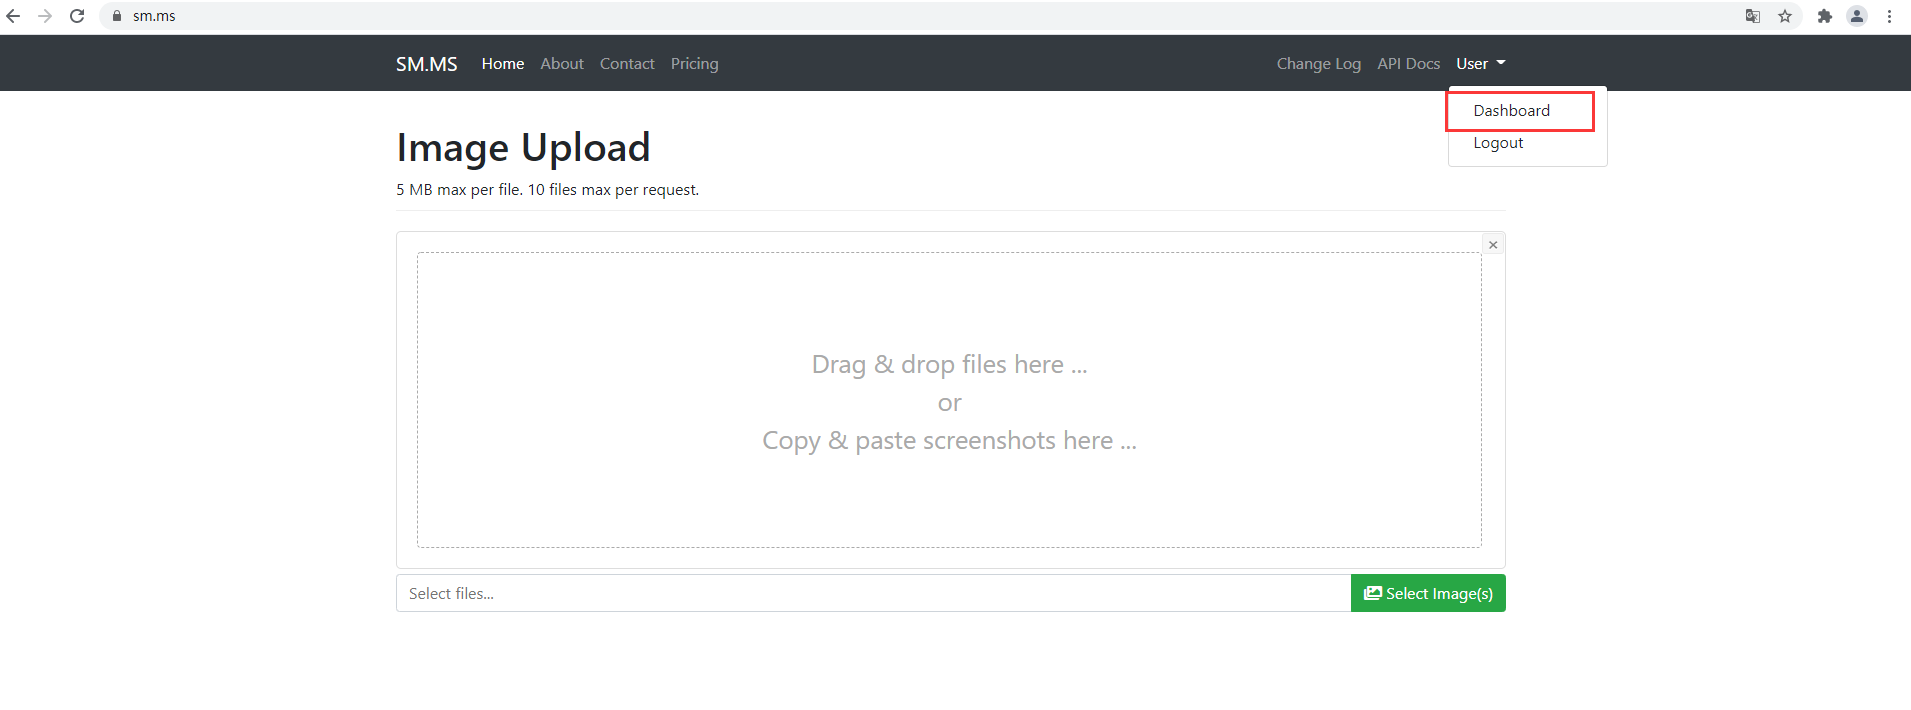 sm.ms
SM.MS Home About Contact Pricing Change Log API Docs User
Dashboard
Logout
Image Upload
5 MB max per file. 10 files max per request.
×
Drag & drop files here ...
or
Copy & paste screenshots here ...
Select files... Select Image(s)